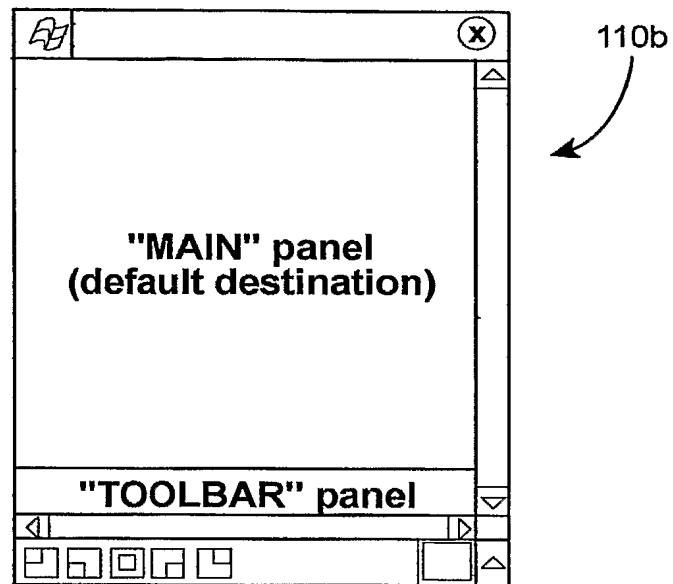 X
110b
"MAIN" panel
(default destination)
"TOOLBAR" panel